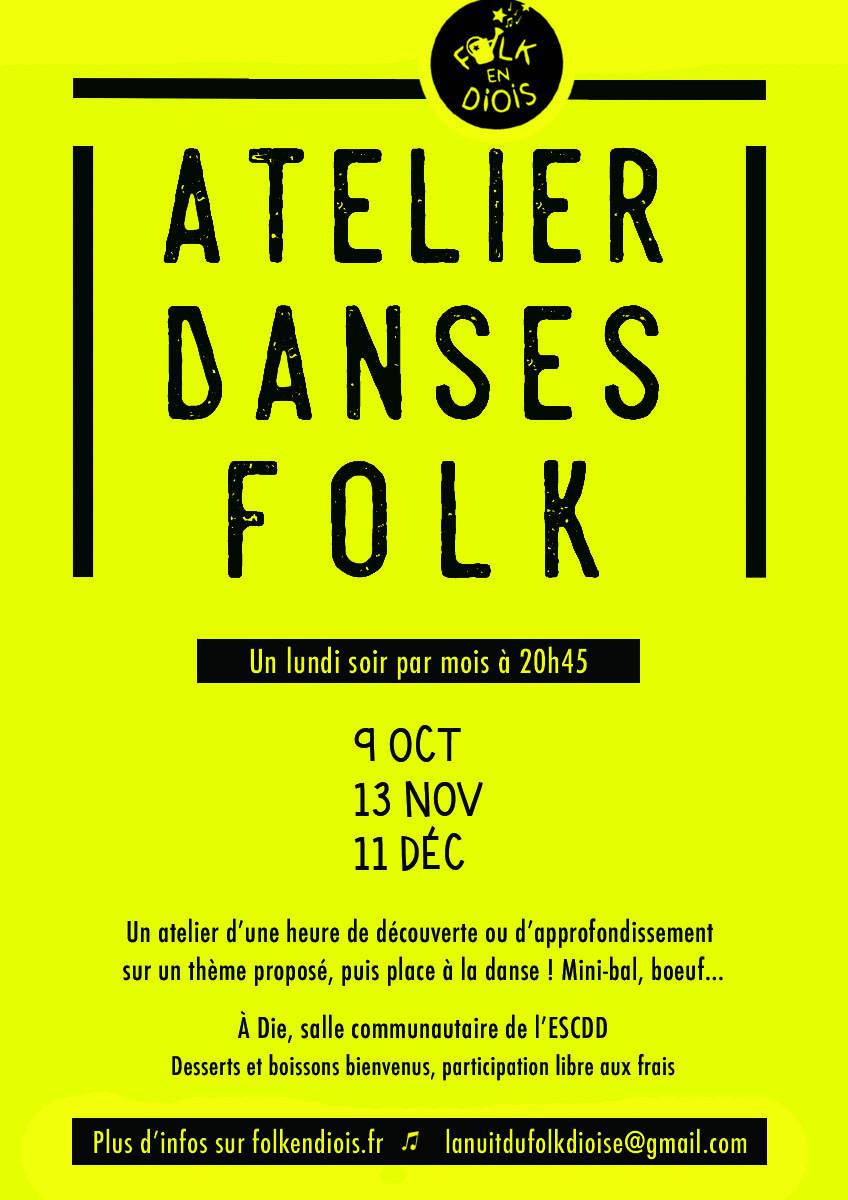 FOLK
EN
DiOiS
ATELIER
DANSES
FOLK
Un lundi soir par mois à 20h45
9 OCT
13 NOV
11 DÉC
Un atelier d’une heure de découverte ou d’approfondissement
sur un thème proposé, puis place à la danse ! Mini-bal, boeuf...
À Die, salle communautaire de l’ESCDD
Desserts et boissons bienvenus, participation libre aux frais
Plus d’infos sur folkendiois.fr ♫ lanuitdufolkdioise@gmail.com